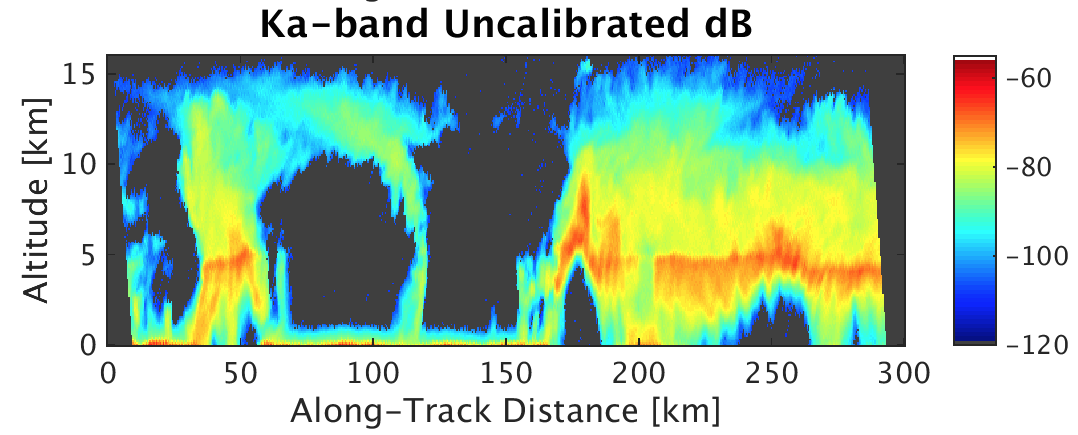 Ka-band Uncalibrated dB
15
10
5
0
Altitude [km]
0 50 100 150 200 250 300
Along-Track Distance [km]
-60
-80
-100
-120